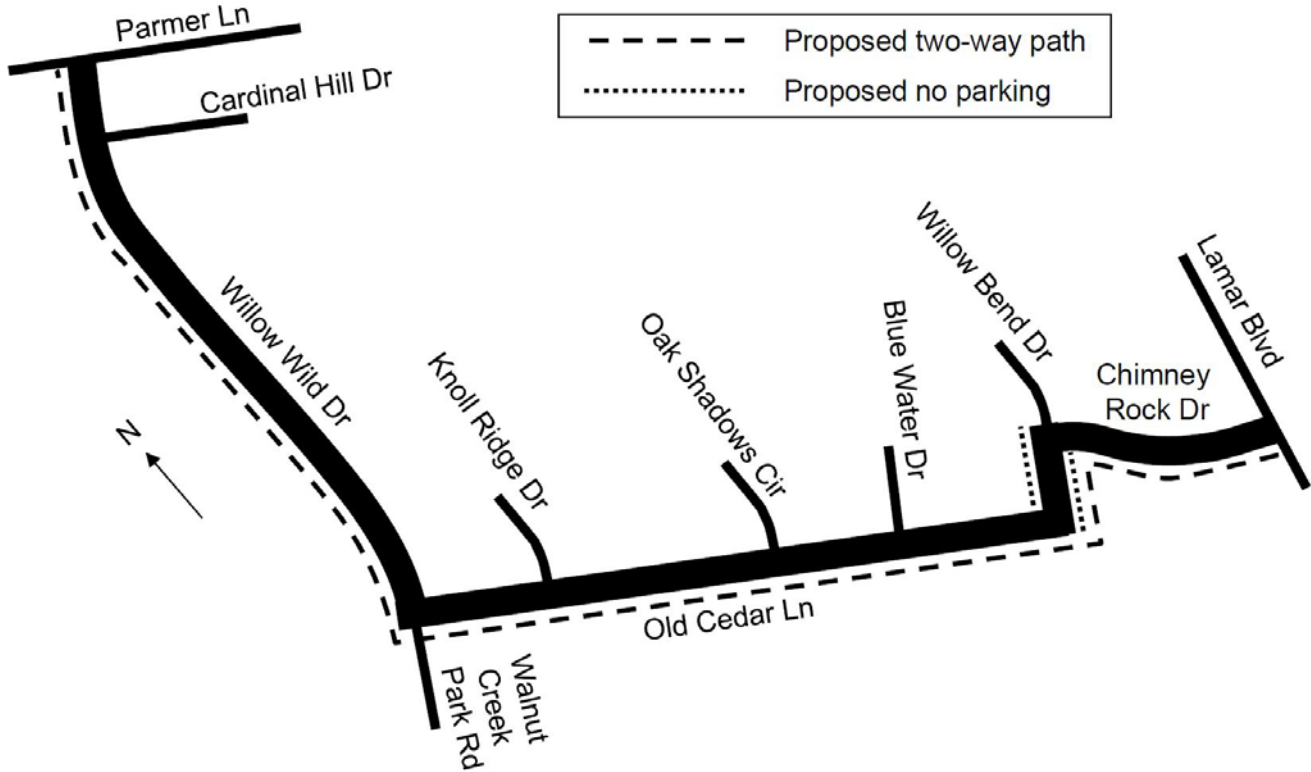 Parmer Ln
Proposed two-way path
Proposed no parking
Cardinal Hill Dr
Willow Wild Dr
N
Knoll Ridge Dr
Oak Shadows Cir
Blue Water Dr
Willow Bend Dr
Lamar Blvd
Chimney
Rock Dr
Old Cedar Ln
Walnut
Creek
Park Rd